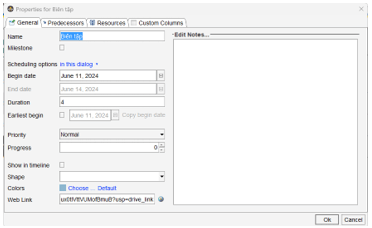 Properties for Biên tập
General Predecessors Resources Custom Columns
Name Biên tập
Milestone
Scheduling options in this dialog
Begin date June 11, 2024
End date June 14, 2024
Duration 4
Earliest begin June 11, 2024 Copy begin date
Priority Normal
Progress 0
Show in timeline
Shape
Colors Choose ... Default
Web Link ?usp=drive_link
Edit Notes...
Ok Cancel